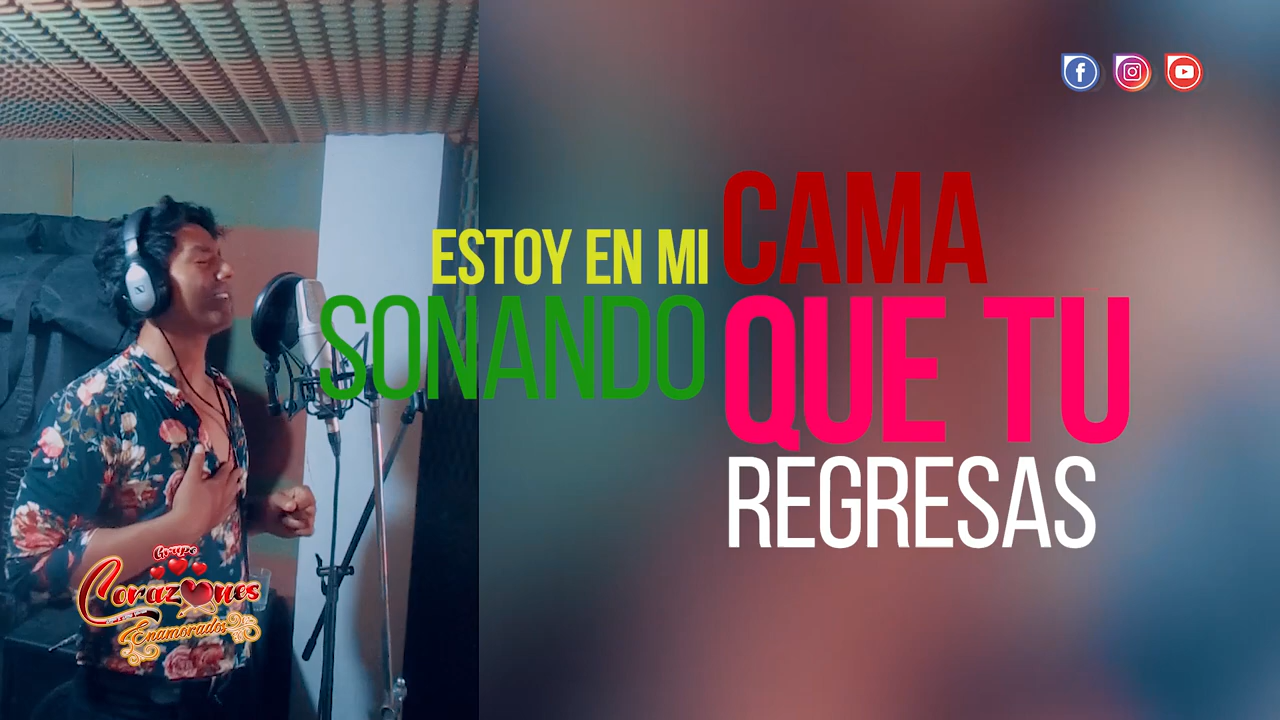 ESTOY EN MI CAMA
SONANDO QUE TU
REGRESAS
Grupo
Corazones
Enamorados